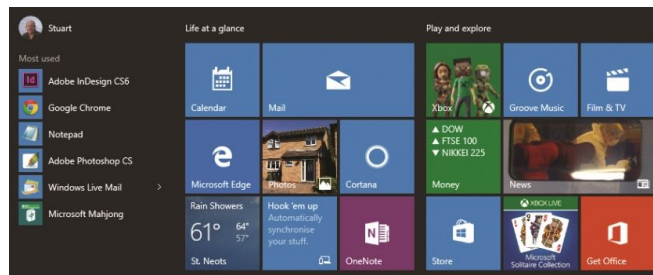 Stuart
Most used
Adobe InDesign CS6
Google Chrome
Notepad
Adobe Photoshop CS
Windows Live Mail
Microsoft Mahjong
Life at a glance
Calendar
Mail
Microsoft Edge
Photos
Cortana
Rain Showers
61° 64°
57°
St. Neots
Hook 'em up
Automatically
synchronise
your stuff.
OneNote
Play and explore
Xbox
Groove Music
Film & TV
▲ DOW
▲ FTSE 100
▼ NIKKEI 225
Money
News
Store
XBOX LIVE
Microsoft
Solitaire Collection
Get Office